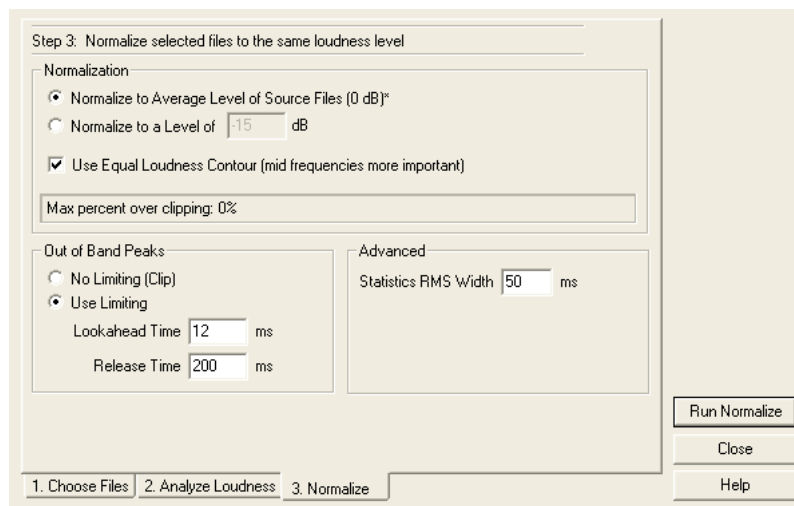 Step 3:  Normalize selected files to the same loudness level
Normalization
Normalize to Average Level of Source Files (0 dB)*
Normalize to a Level of -15 dB
Use Equal Loudness Contour (mid frequencies more important)
Max percent over clipping: 0%
Out of Band Peaks
No Limiting (Clip)
Use Limiting
Lookahead Time 12 ms
Release Time 200 ms
Advanced
Statistics RMS Width 50 ms
Run Normalize
Close
Help
1. Choose Files 2. Analyze Loudness 3. Normalize